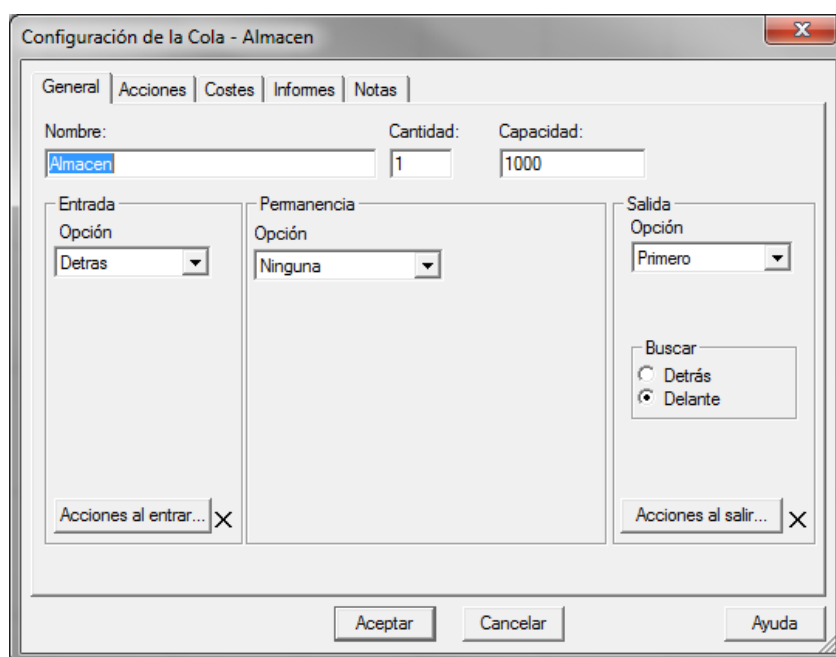 Configuración de la Cola - Almacen
General Acciones Costes Informes Notas
Nombre: Cantidad: Capacidad:
Almacen 1 1000
Entrada Permanencia Salida
Opción Opción Opción
Detras Ninguna Primero
Buscar
Detrás
Delante
Acciones al entrar... Acciones al salir...
Aceptar Cancelar Ayuda